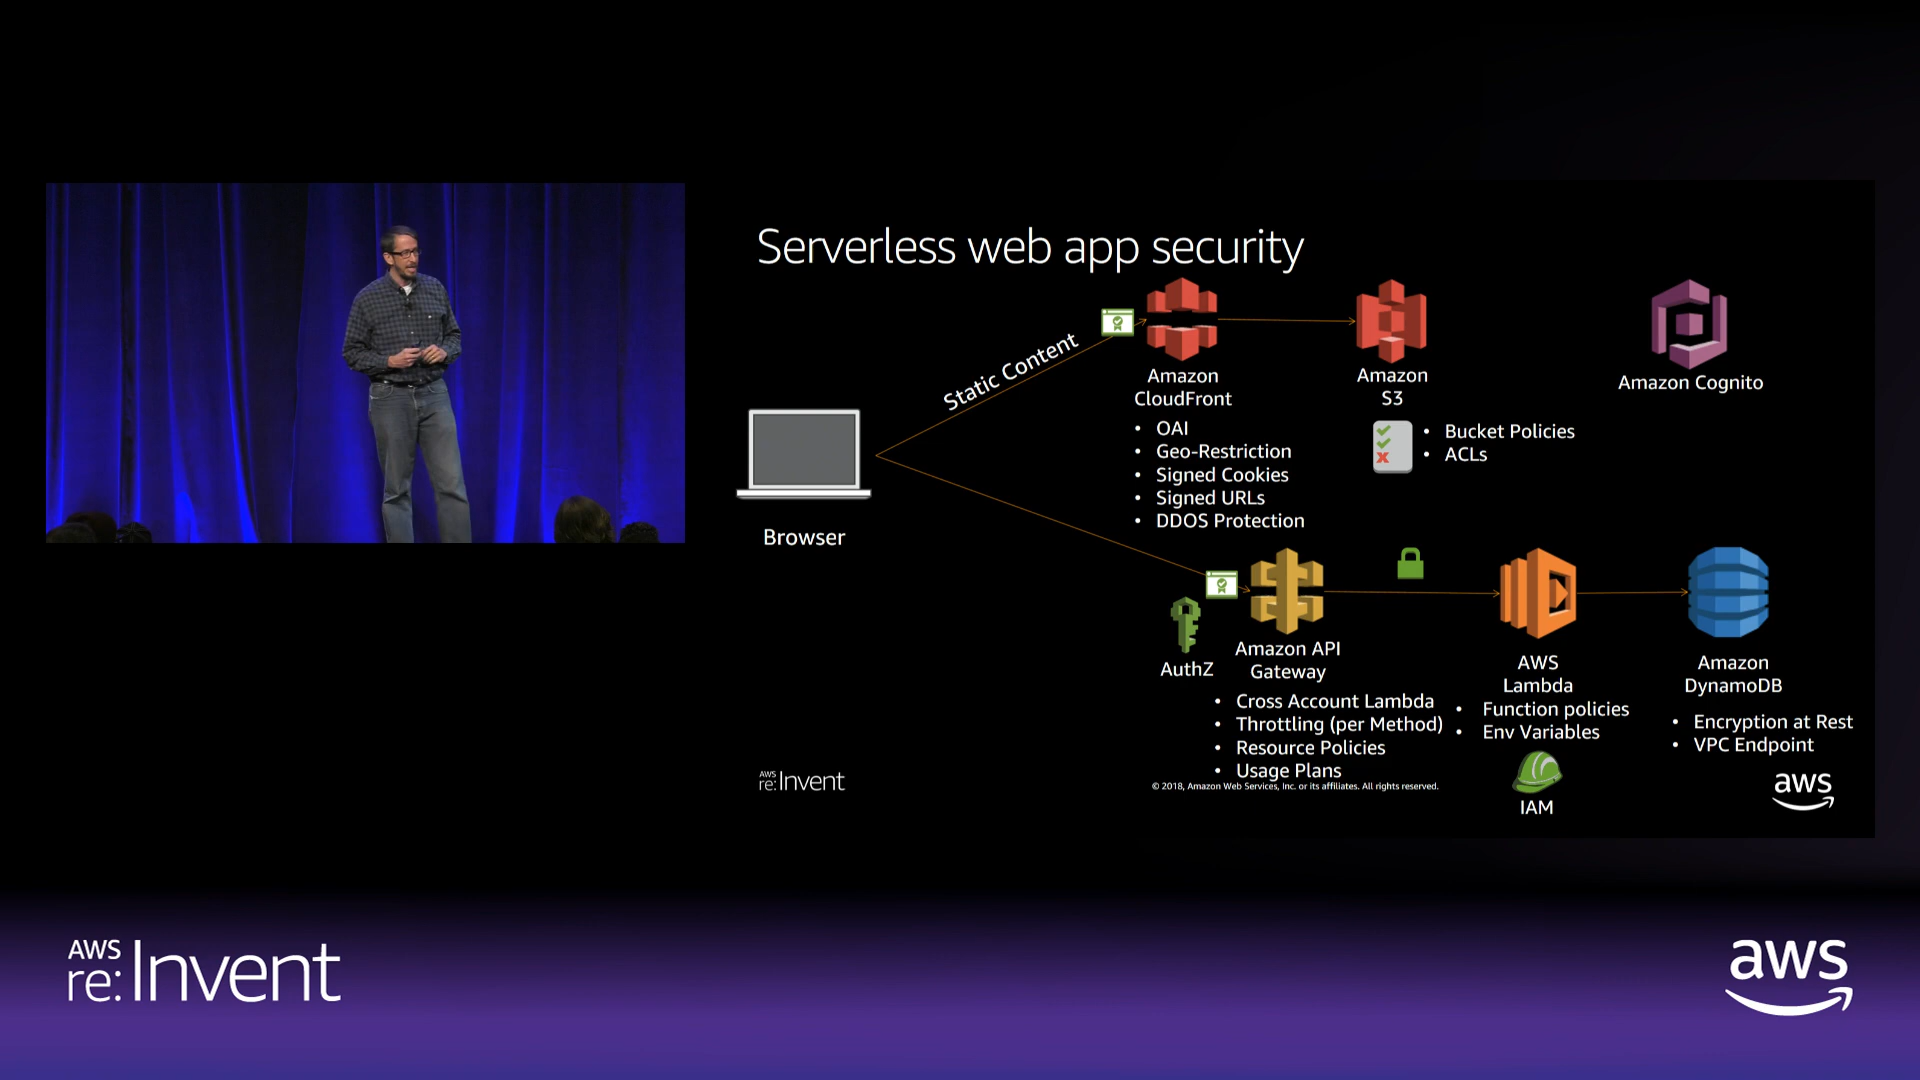 Serverless web app security
Static Content
Browser
Amazon
CloudFront
• OAI
• Geo-Restriction
• Signed Cookies
• Signed URLs
• DDOS Protection
Amazon
S3
• Bucket Policies
• ACLs
Amazon Cognito
AuthZ
Amazon API
Gateway
• Cross Account Lambda
• Throttling (per Method)
• Resource Policies
• Usage Plans
AWS
Lambda
• Function policies
• Env Variables
IAM
Amazon
DynamoDB
• Encryption at Rest
• VPC Endpoint
AWS
re:Invent
© 2018, Amazon Web Services, Inc. or its affiliates. All rights reserved.
aws
AWS
re:Invent
aws